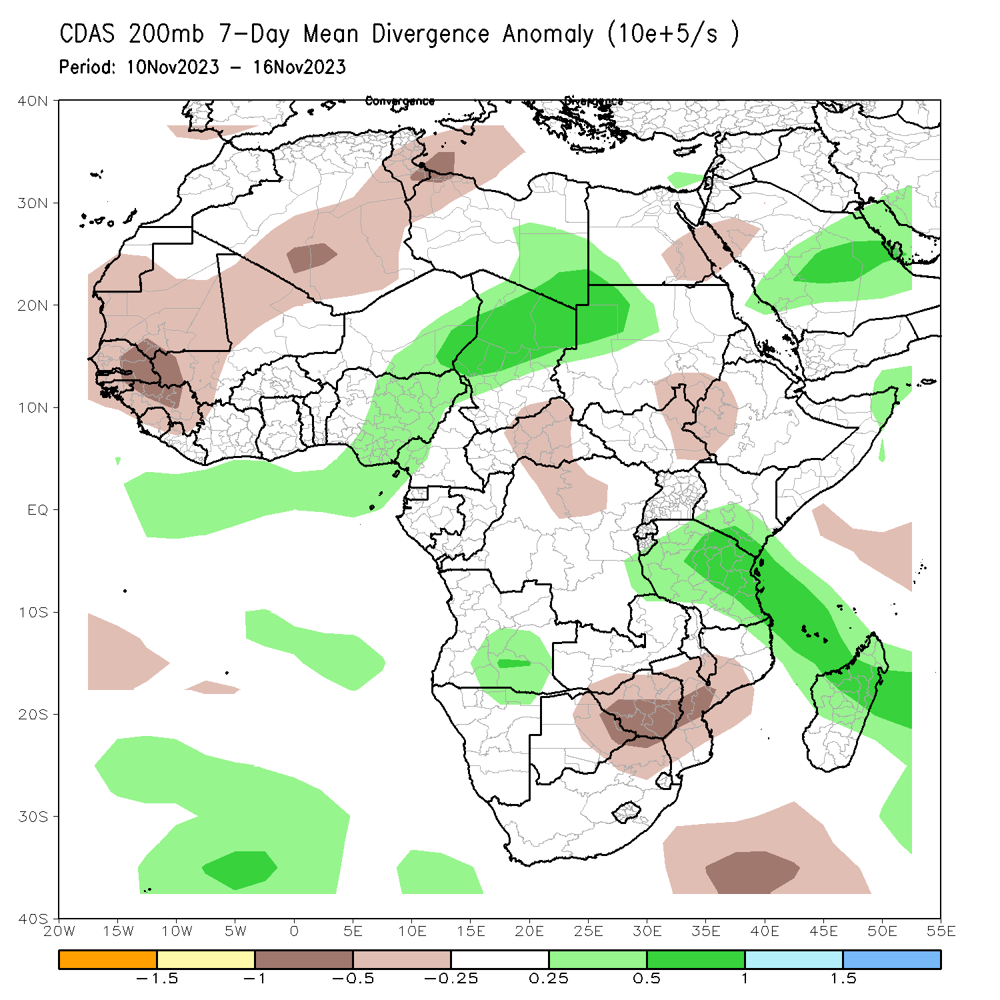 CDAS 200mb 7-Day Mean Divergence Anomaly (10e+5/s )
Period: 10Nov2023 - 16Nov2023
Convergence Divergence
40N
30N
20N
10N
EQ
10S
20S
30S
40S
20W 15W 10W 5W 0 5E 10E 15E 20E 25E 30E 35E 40E 45E 50E 55E
-1.5 -1 -0.5 -0.25 0.25 0.5 1 1.5